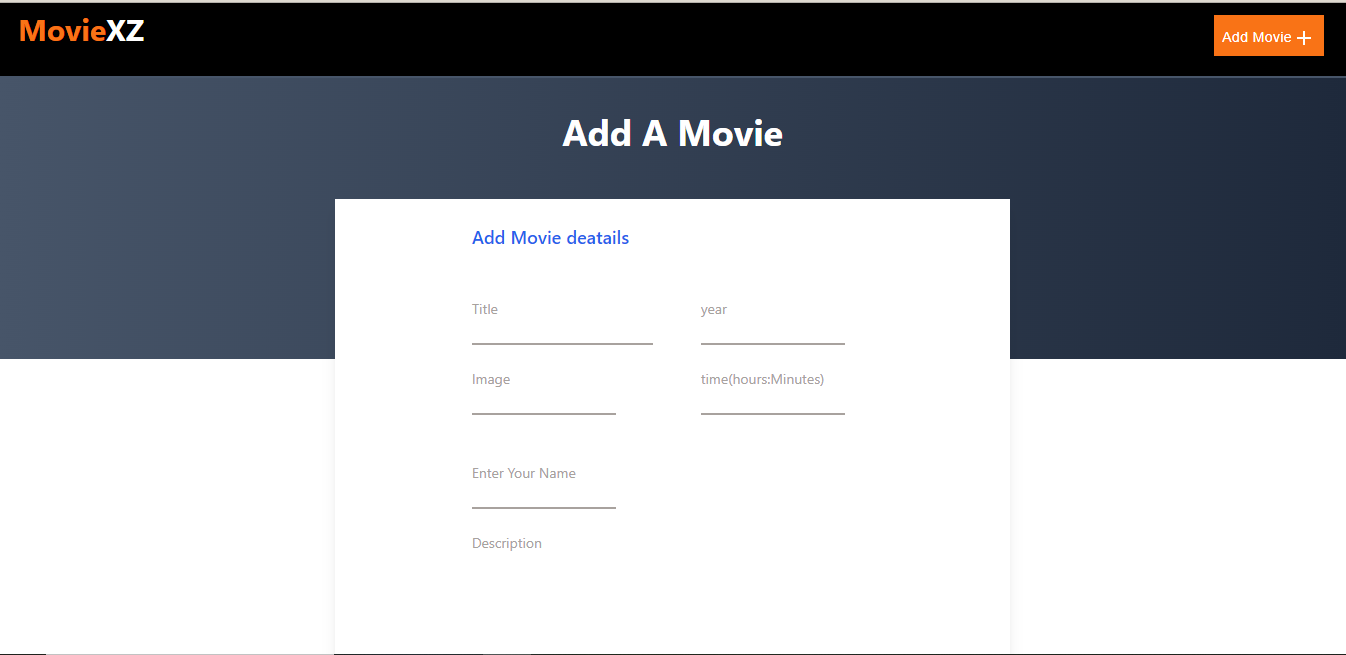 MovieXZ
Add Movie +
Add A Movie
Add Movie deatails
Title
year
Image
time(hours:Minutes)
Enter Your Name
Description